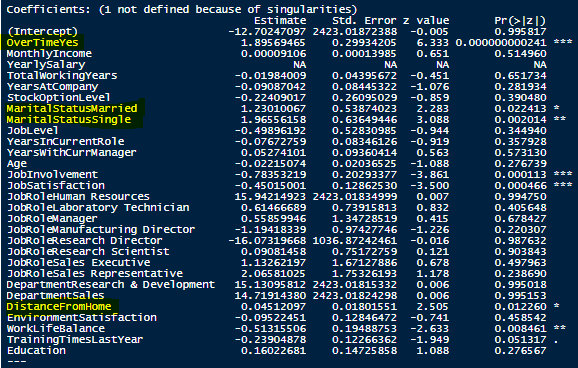 Coefficients: (1 not defined because of singularities)
Estimate Std. Error z value Pr(>|z|)
(Intercept) -12.70247097 2423.01872388 -0.005 0.995817
OverTimeYes 1.89569465 0.29934205 6.333 0.000000000241 ***
MonthlyIncome 0.00009106 0.00013985 0.651 0.514960
YearlySalary NA NA NA NA
TotalWorkingYears -0.01984009 0.04395672 -0.451 0.651734
YearsAtCompany -0.09087042 0.08445322 -1.076 0.281934
StockOptionLevel -0.22409017 0.26095029 -0.859 0.390480
MaritalStatusMarried 1.23010067 0.53874023 2.283 0.022413 *
MaritalStatusSingle 1.96556158 0.63649446 3.088 0.002014 **
JobLevel -0.49896192 0.52830985 -0.944 0.344940
YearsInCurrentRole -0.07672759 0.08346126 -0.919 0.357928
YearsWithCurrManager 0.05274101 0.09360414 0.563 0.573130
Age -0.02215074 0.02036525 -1.088 0.276739
JobInvolvement -0.78353219 0.20293377 -3.861 0.000113 ***
JobSatisfaction -0.45015001 0.12862530 -3.500 0.000466 ***
JobRoleHuman Resources 15.94214923 2423.01834999 0.007 0.994750
JobRoleLaboratory Technician 0.61466689 0.73915813 0.832 0.405648
JobRoleManager 0.55859946 1.34728519 0.415 0.678427
JobRoleManufacturing Director -1.19418339 0.97427746 -1.226 0.220307
JobRoleResearch Director -16.07319668 1036.87242461 -0.016 0.987632
JobRoleResearch Scientist 0.09081458 0.75172759 0.121 0.903843
JobRoleSales Executive 1.13262197 1.67127886 0.678 0.497963
JobRoleSales Representative 2.06581025 1.75326193 1.178 0.238690
DepartmentResearch & Development 15.13095812 2423.01815332 0.006 0.995018
DepartmentSales 14.71914380 2423.01824298 0.006 0.995153
DistanceFromHome 0.04512097 0.01801551 2.505 0.012260 *
EnvironmentSatisfaction -0.09522451 0.12846472 -0.741 0.458542
WorkLifeBalance -0.51315506 0.19488753 -2.633 0.008461 **
TrainingTimesLastYear -0.23904878 0.12266362 -1.949 0.051317 .
Education 0.16022681 0.14725858 1.088 0.276567
---